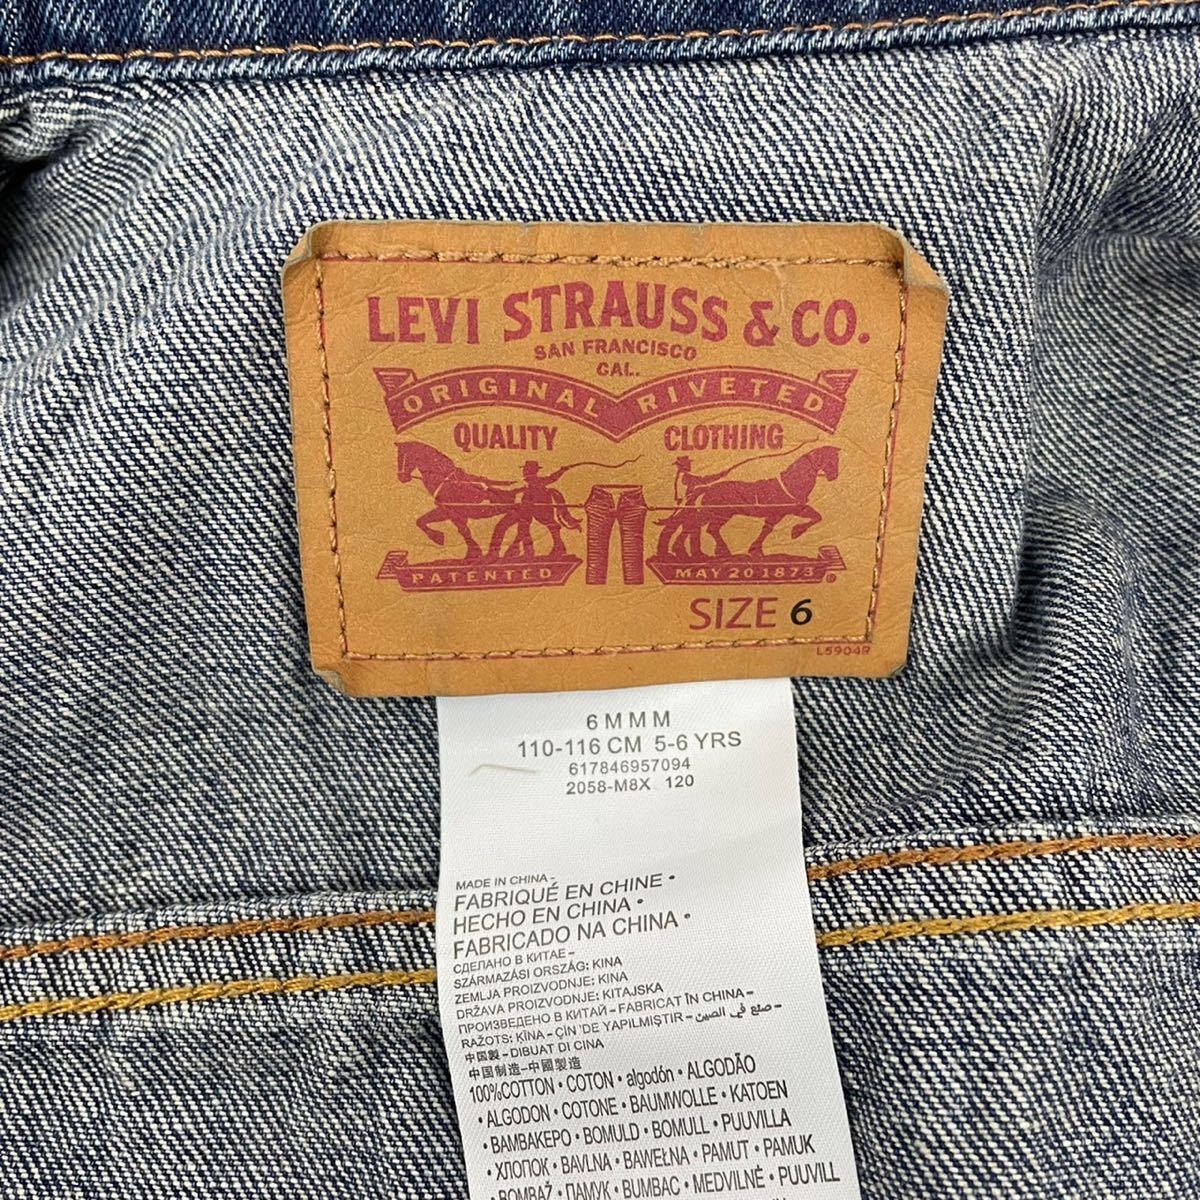 LEVI STRAUSS & CO.
SAN FRANCISCO
CAL.
ORIGINAL RIVETED
QUALITY CLOTHING
PATENTED MAY 20 1873 ®
SIZE 6
L5904R
6 M M M
110-116 CM 5-6 YRS
617846957094
2058-M8X 120
MADE IN CHINA -
FABRIQUÉ EN CHINE •
HECHO EN CHINA •
FABRICADO NA CHINA •
СДЕЛАНО В КИТАЕ –
SZÁRMAZÁSI ORSZÁG: KINA
ZEMLJA PROIZVODNJE: KINA
DRŽAVA PROIZVODNJE: KITAJSKA
ПРОИЗВЕДЕНО В КИТАЙ - FABRICAT ÎN CHINA –
RAŽOTS: ĶĪNA – ÇİN 'DE YAPILMIŞTIR - صنع في الصين -
中国製 - DIBUAT DI CINA
中国制造 - 中國製造
100%COTTON • COTON • algodón • ALGODÃO
• ALGODON • COTONE • BAUMWOLLE • KATOEN
• ΒΑΜΒΑΚΕΡΟ • BOMULD • BOMULL • PUUVILLA
• ХЛОПОК • BAVLNA • BAWEŁNA • PAMUT • PAMUK
• BOMBAŽ • ПАМУК • BUMBAC • MEDVILNĖ • PUUVILL